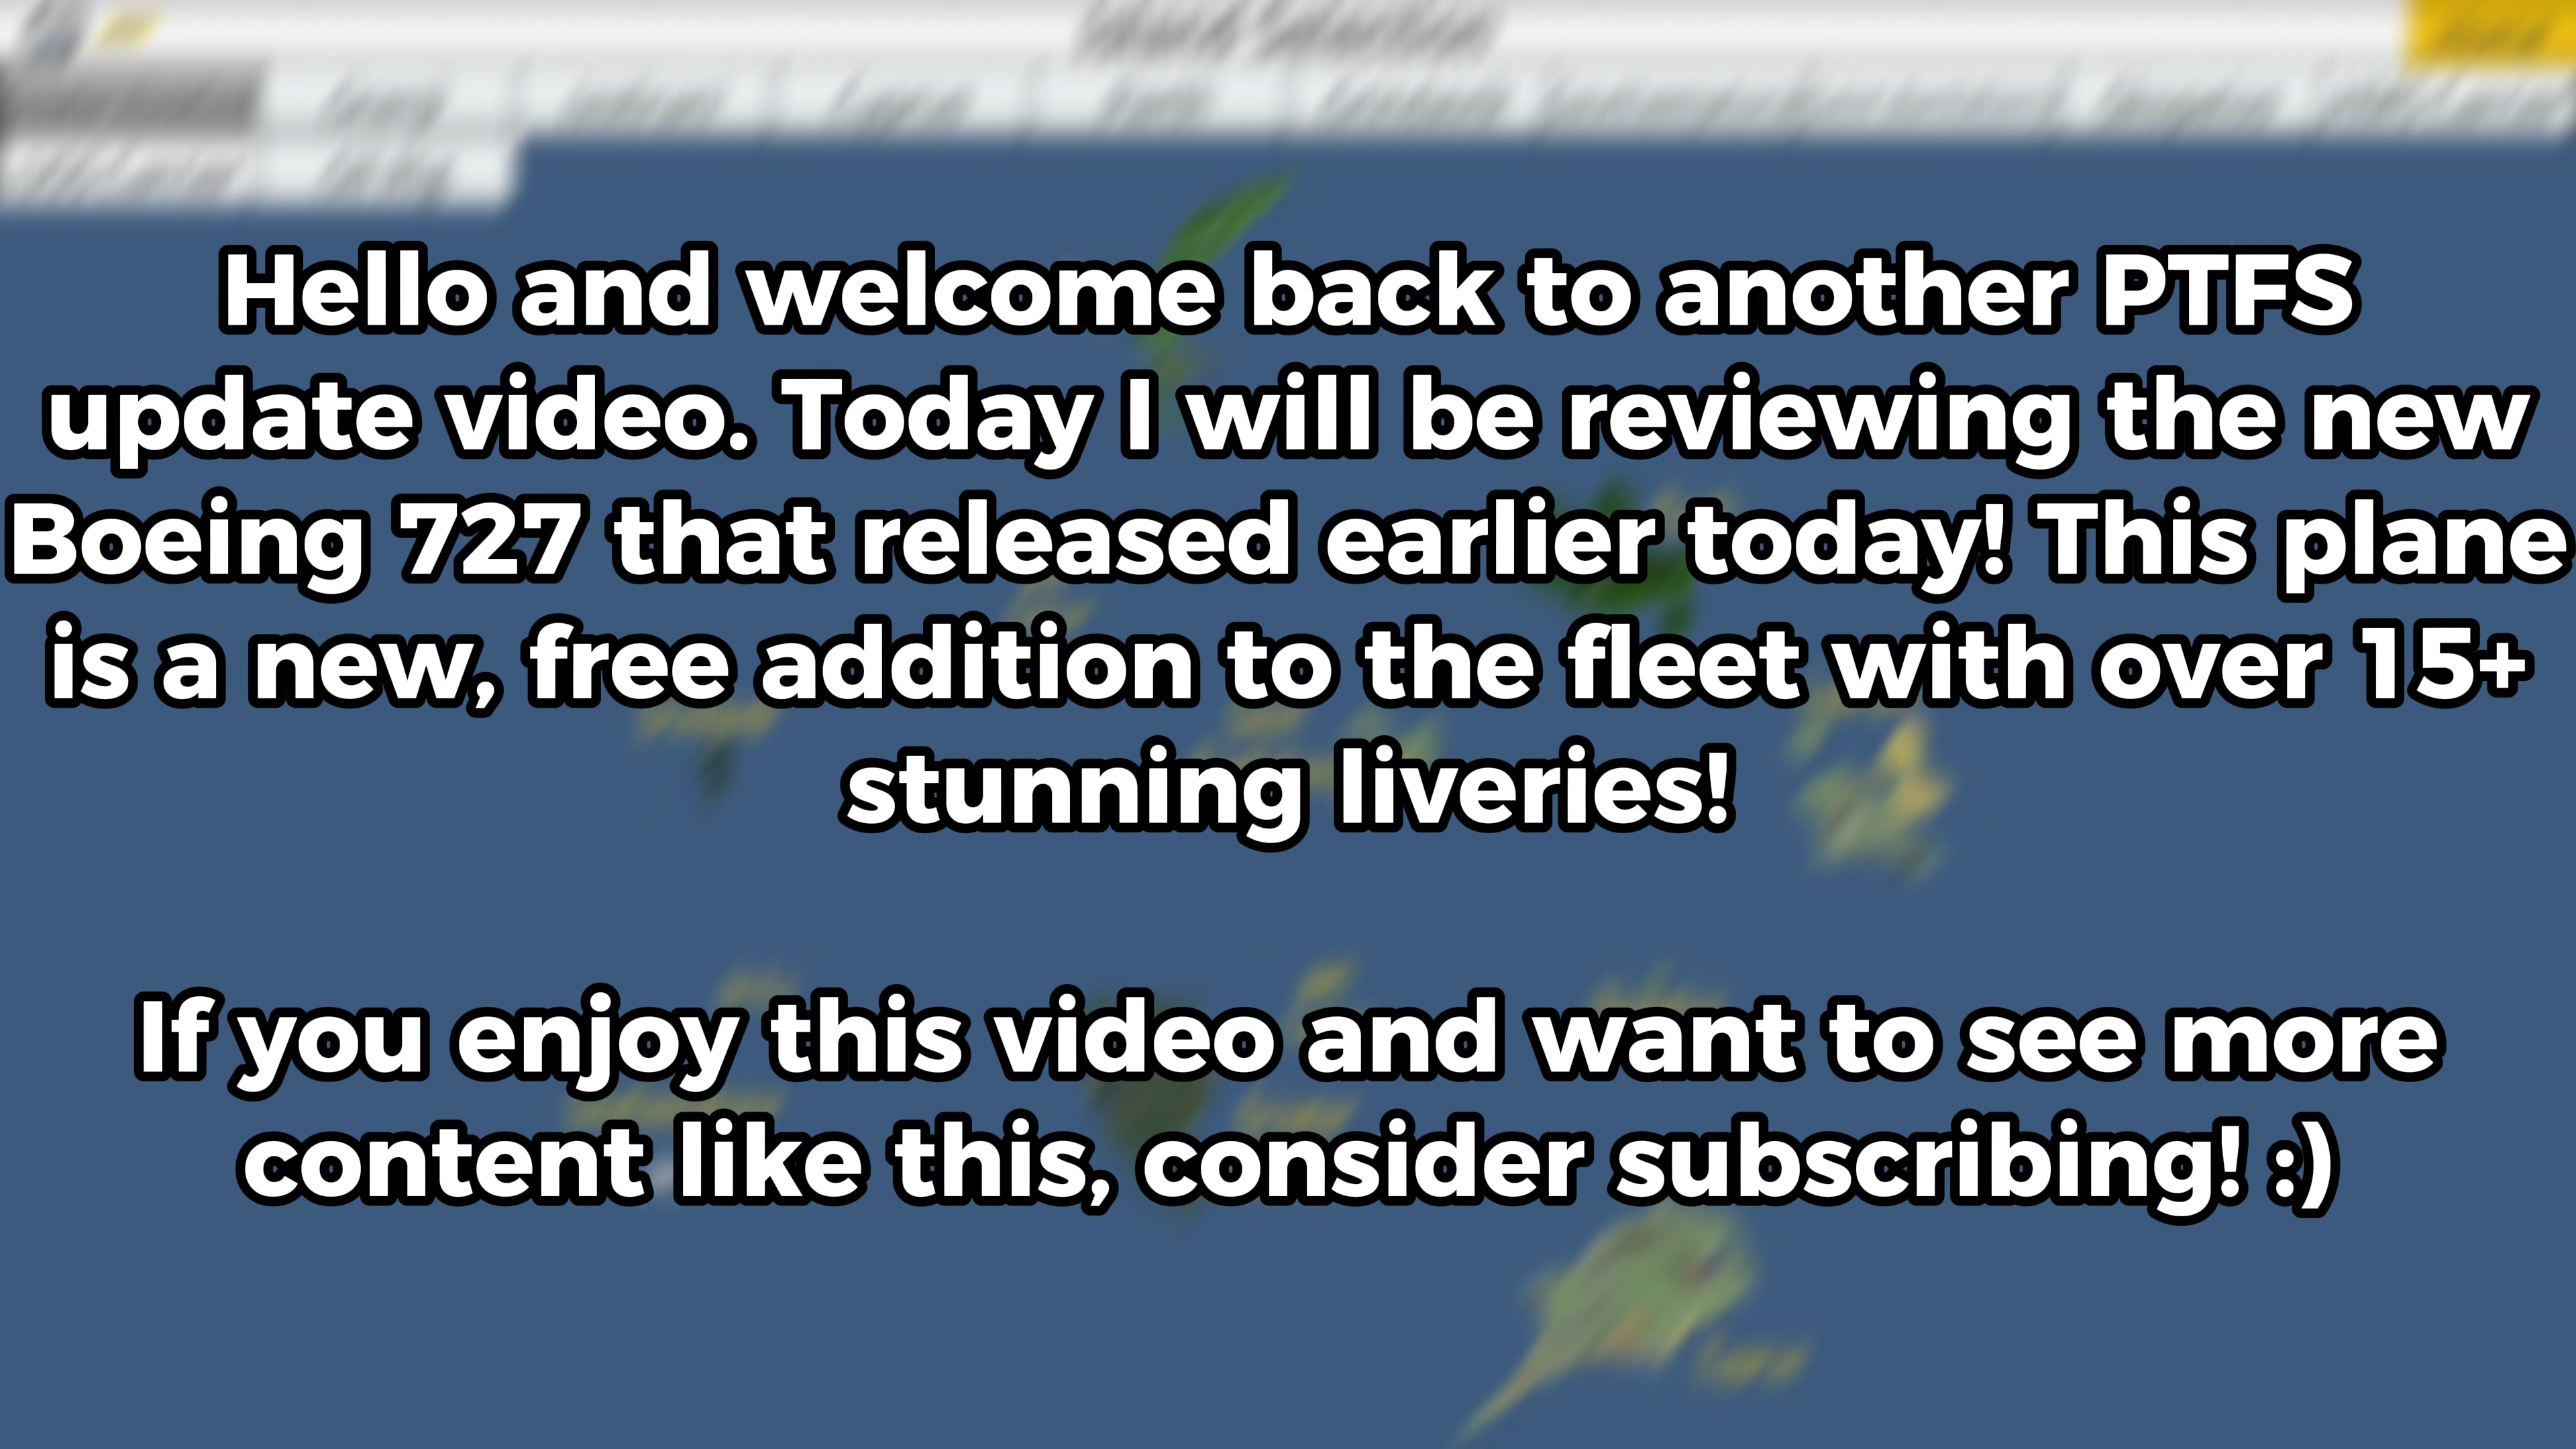 Hello and welcome back to another PTFS
update video. Today I will be reviewing the new
Boeing 727 that released earlier today! This plane
is a new, free addition to the fleet with over 15+
stunning liveries!
If you enjoy this video and want to see more
content like this, consider subscribing! :)